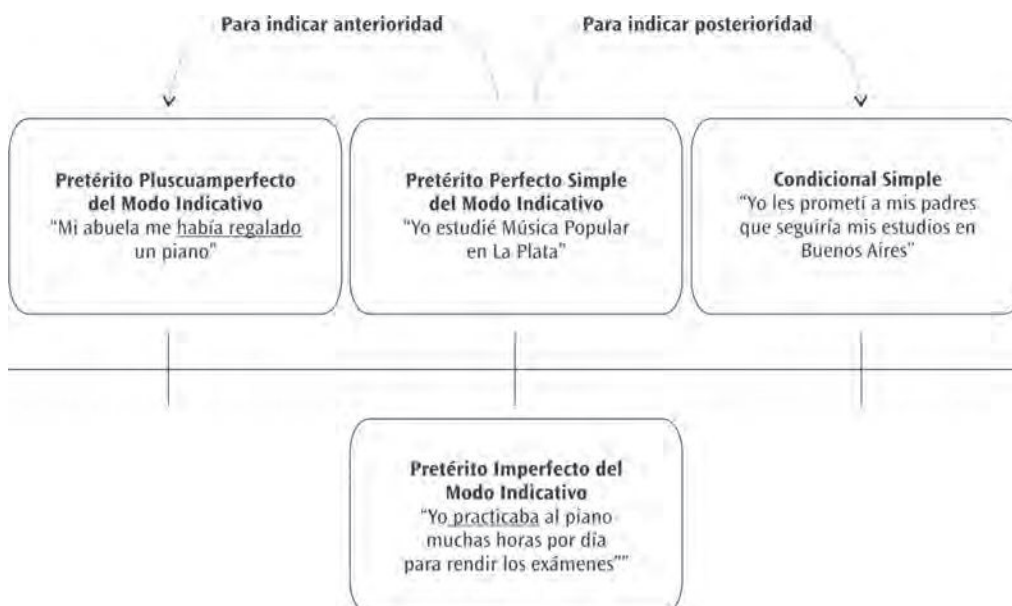 Para indicar anterioridad
Para indicar posterioridad
Pretérito Pluscuamperfecto
del Modo Indicativo
“Mi abuela me había regalado
un piano”
Pretérito Perfecto Simple
del Modo Indicativo
“Yo estudié Música Popular
en La Plata”
Condicional Simple
“Yo les prometí a mis padres
que seguiría mis estudios en
Buenos Aires”
Pretérito Imperfecto del
Modo Indicativo
“Yo practicaba al piano
muchas horas por día
para rendir los exámenes””